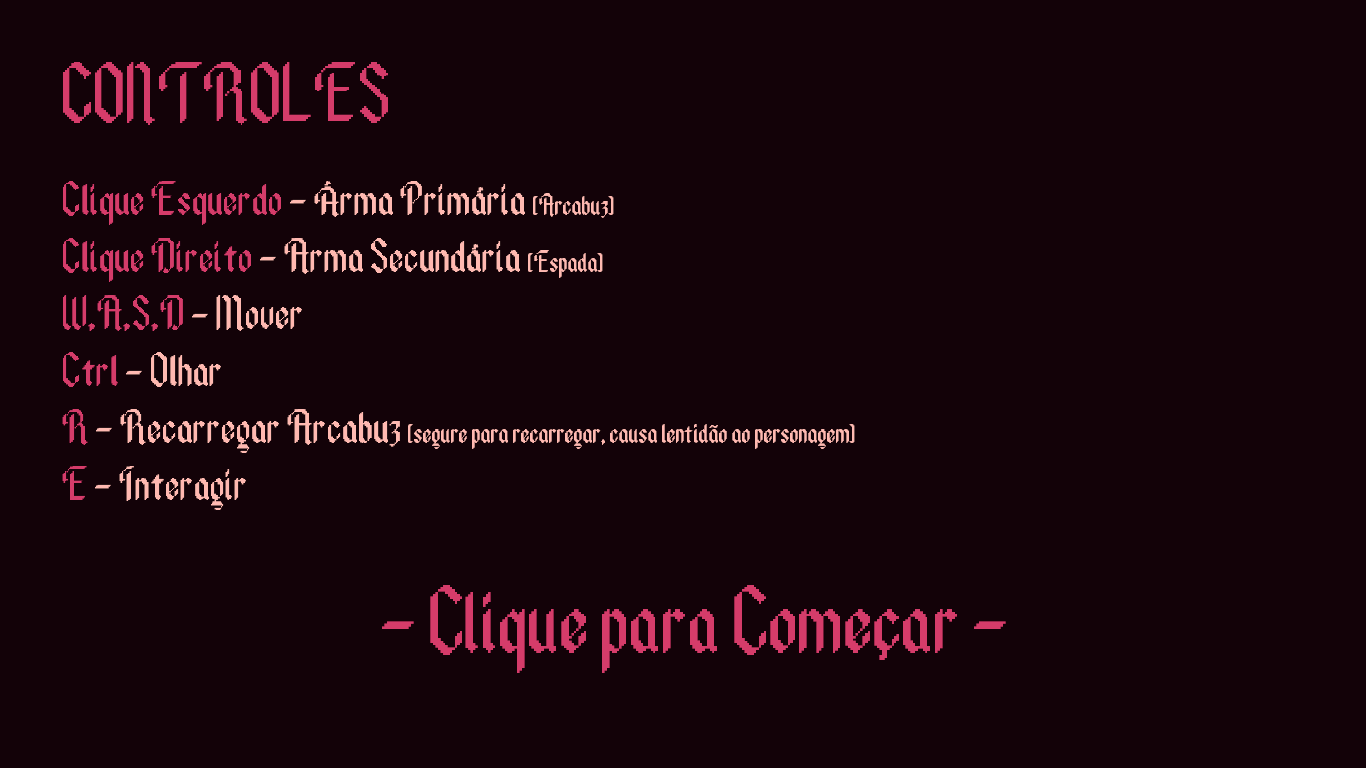 CONTROLES
Clique Esquerdo - Árma Primária (Arcabuz)
Clique Direito - Arma Secundária (Espada)
W,A,S,D - Mover
Ctrl - Olhar
R - Recarregar Arcabuz (segure para recarregar, causa lentidão ao personagem)
E - Interagir
- Clique para Começar -